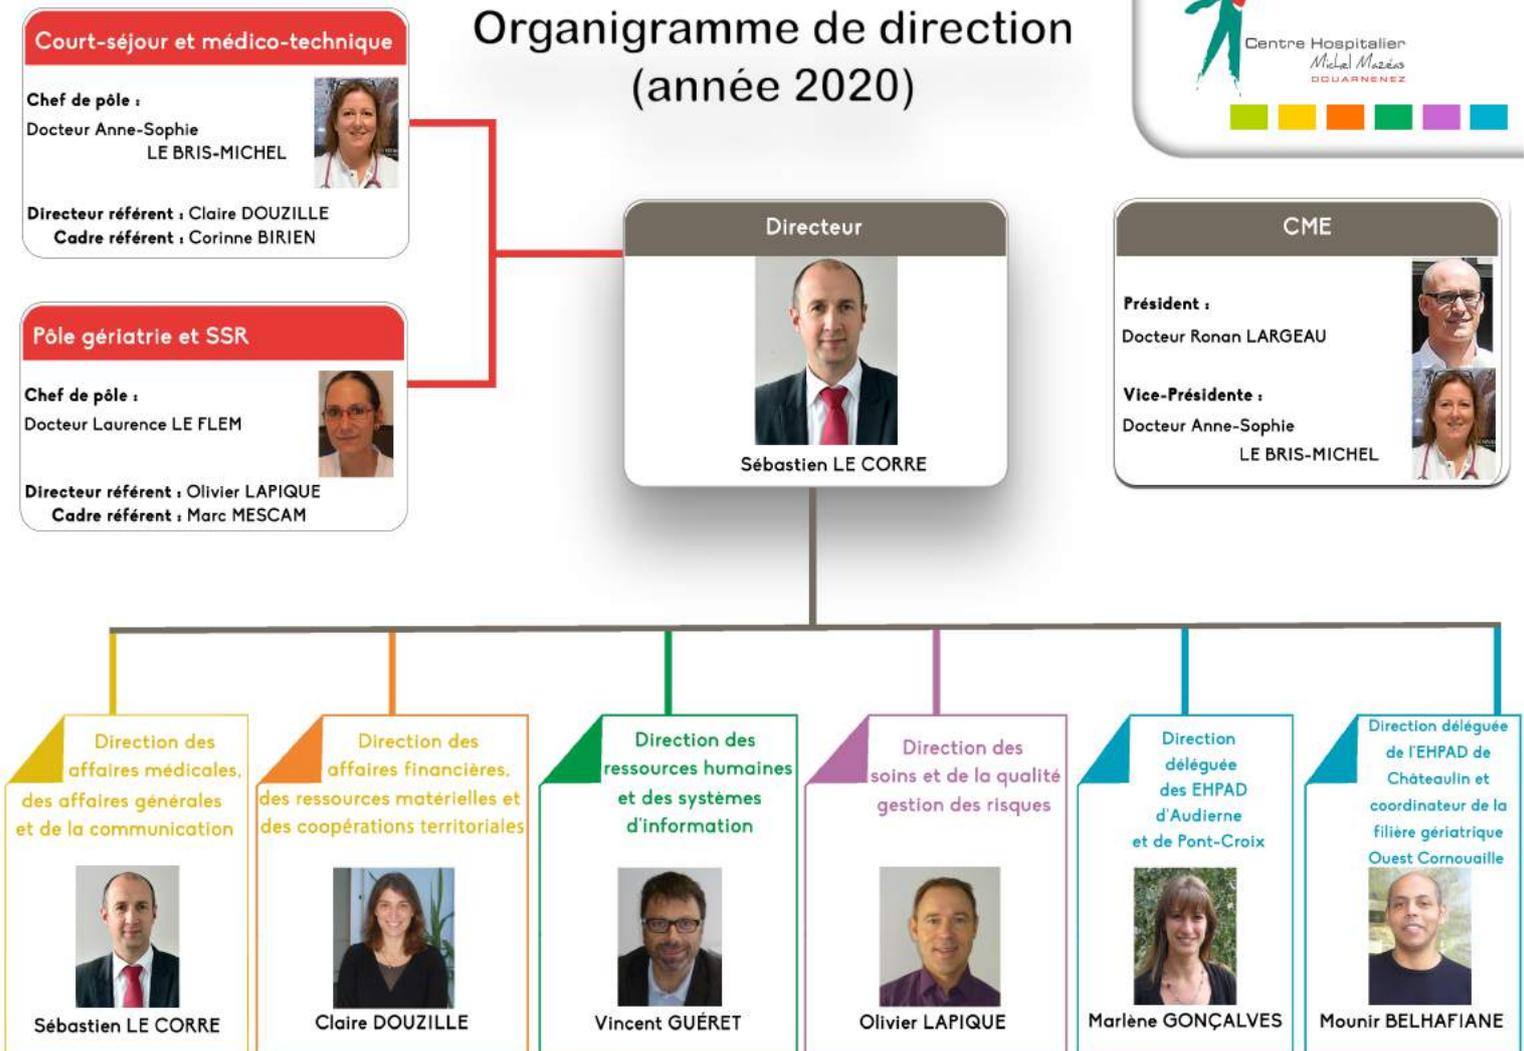 Organigramme de direction
(année 2020)
Centre Hospitalier
Michel Mazéas
DOUARNENEZ
Court-séjour et médico-technique
Chef de pôle :
Docteur Anne-Sophie
LE BRIS-MICHEL
Directeur référent : Claire DOUZILLE
Cadre référent : Corinne BIRIEN
Pôle gériatrie et SSR
Chef de pôle :
Docteur Laurence LE FLEM
Directeur référent : Olivier LAPIQUE
Cadre référent : Marc MESCAM
Directeur
Sébastien LE CORRE
CME
Président :
Docteur Ronan LARGEAU
Vice-Présidente :
Docteur Anne-Sophie
LE BRIS-MICHEL
Direction des
affaires médicales,
des affaires générales
et de la communication
Sébastien LE CORRE
Direction des
affaires financières,
des ressources matérielles et
des coopérations territoriales
Claire DOUZILLE
Direction des
ressources humaines
et des systèmes
d'information
Vincent GUÉRET
Direction des
soins et de la qualité
gestion des risques
Olivier LAPIQUE
Direction
déléguée
des EHPAD
d'Audierne
et de Pont-Croix
Marlène GONÇALVES
Direction déléguée
de l'EHPAD de
Châteaulin et
coordinateur de la
filière gériatrique
Ouest Cornouaille
Mounir BELHAFIANE